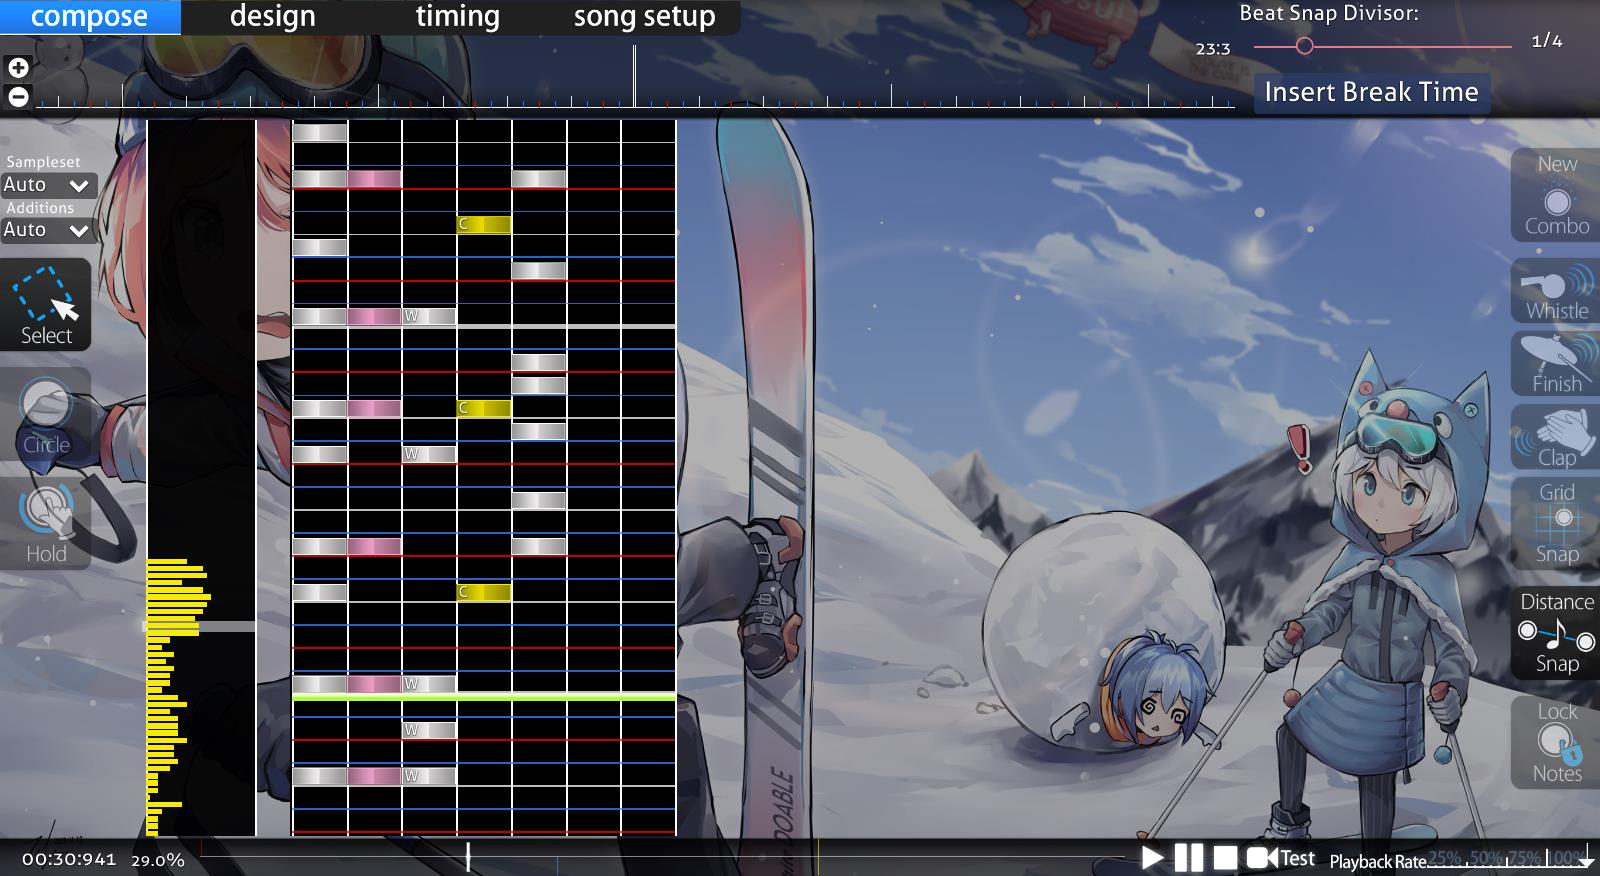 compose
design
timing
song setup
Beat Snap Divisor:
23:3
1/4
Insert Break Time
Sampleset
Auto
Additions
Auto
Select
Circle
Hold
C
W
C
W
C
W
W
W
New
Combo
Whistle
Finish
Clap
Grid
Snap
Distance
Snap
Lock
Notes
00:30:941
29.0%
Test
Playback Rate
25%
50%
75%
100%